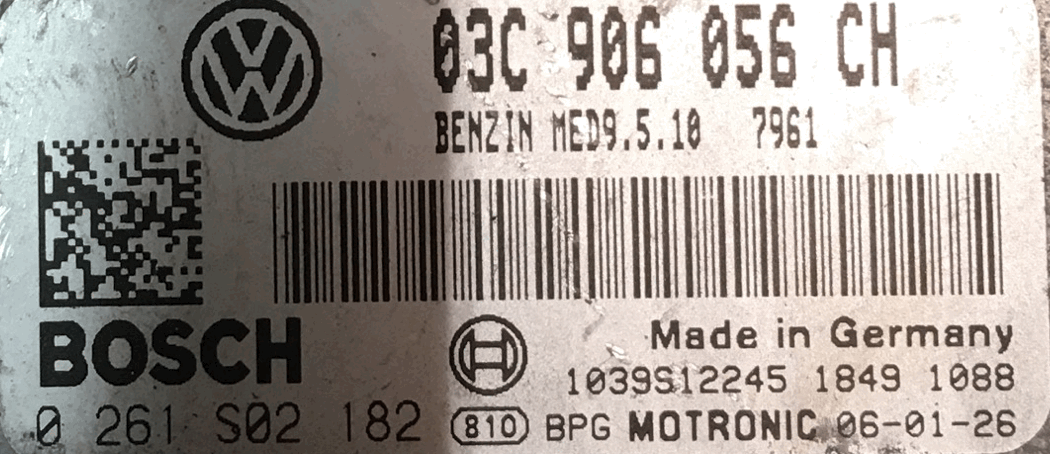 03C 906 056 CH
BENZIN MED9.5.10 7961
BOSCH
Made in Germany
1039S12245 1849 1088
0 261 S02 182 810 BPG MOTRONIC 06-01-26